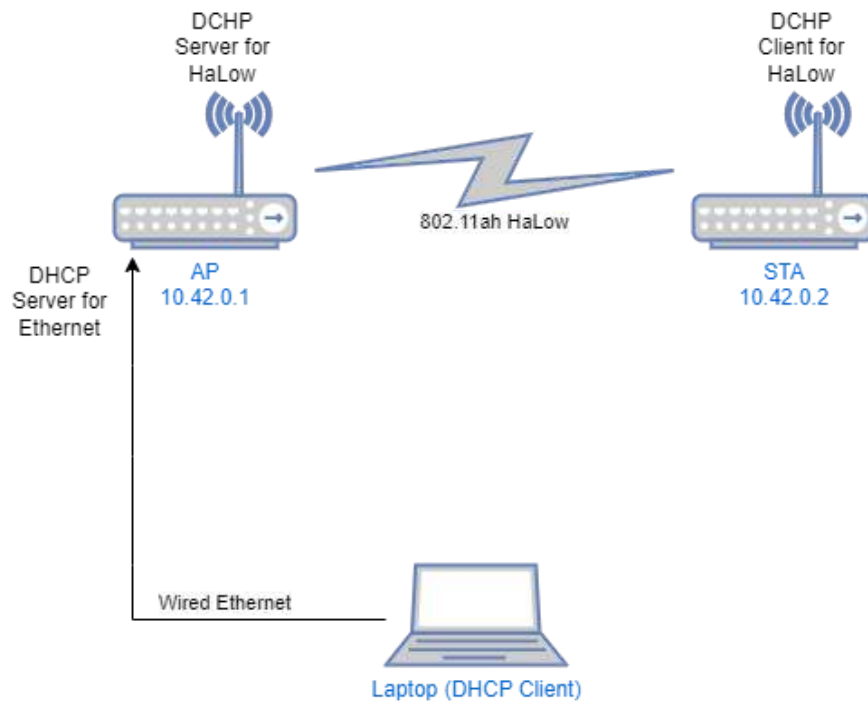 DCHP
Server for
HaLow
DCHP
Client for
HaLow
802.11ah HaLow
AP
10.42.0.1
STA
10.42.0.2
DHCP
Server for
Ethernet
Wired Ethernet
Laptop (DHCP Client)